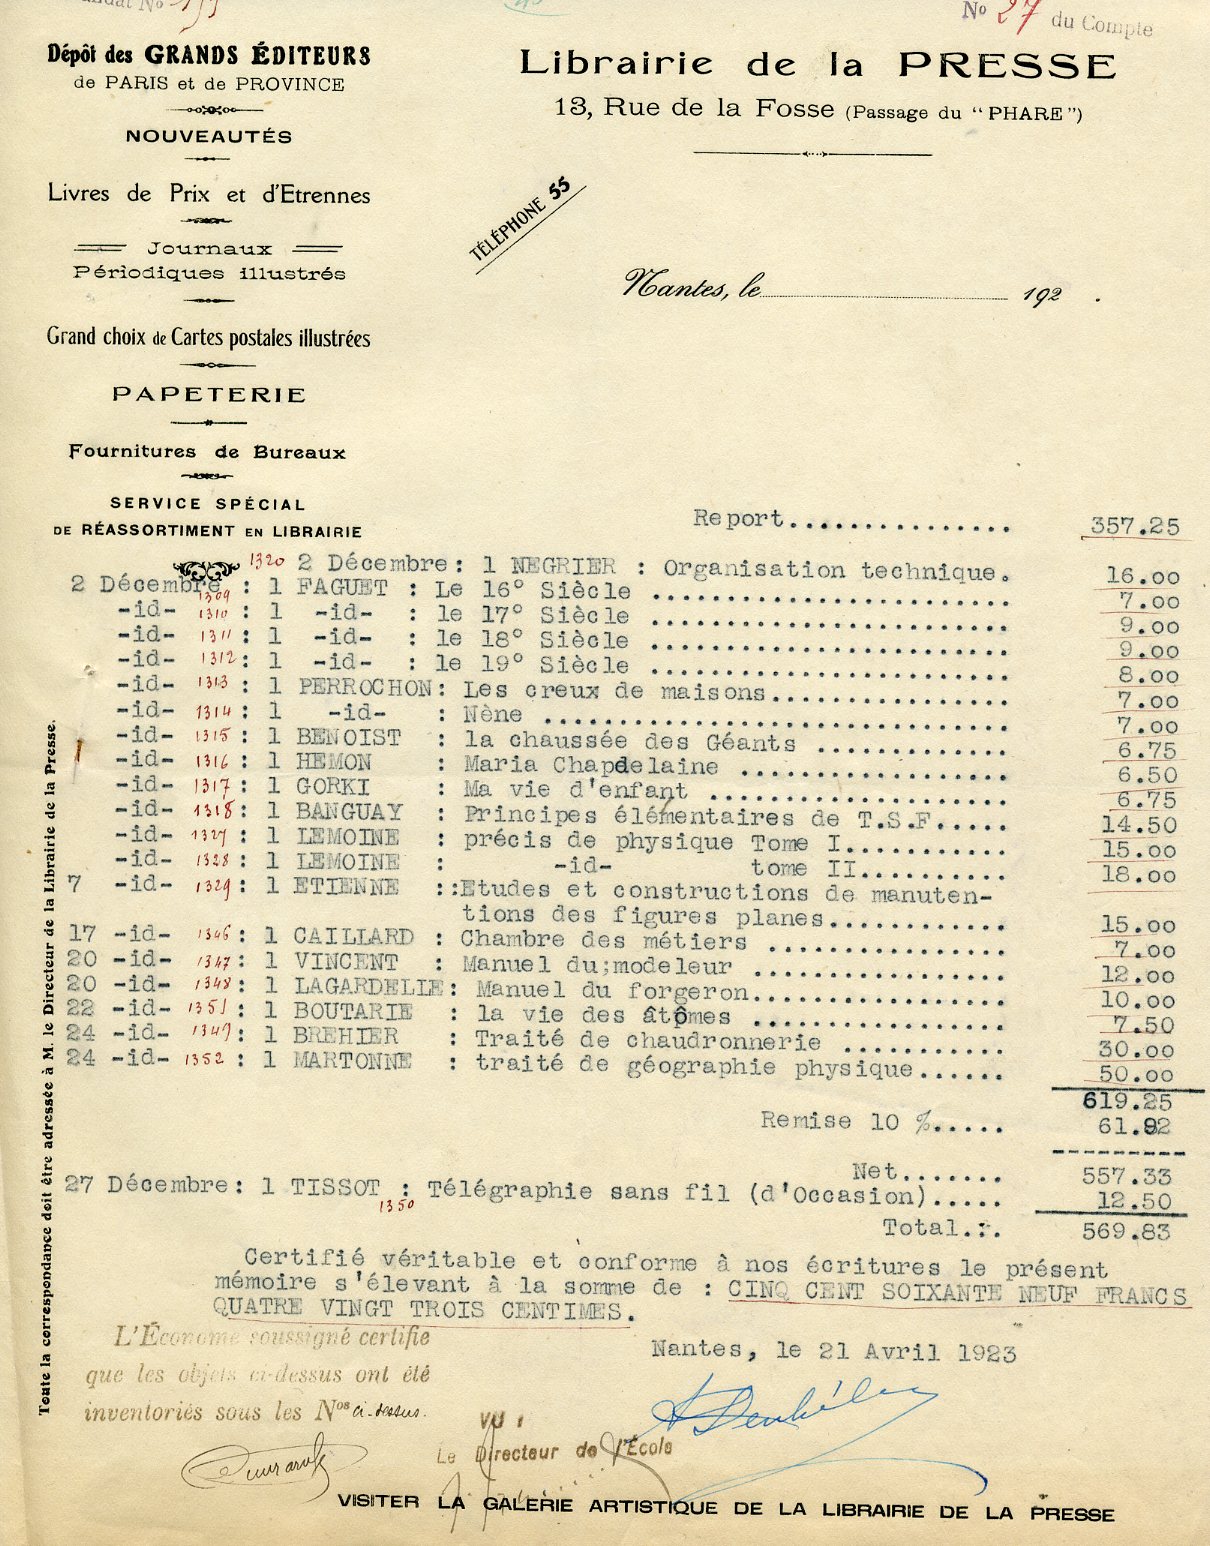 Mandat No
No 27 du Compte
Dépôt des GRANDS ÉDITEURS
de PARIS et de PROVINCE
NOUVEAUTÉS
Livres de Prix et d'Etrennes
Journaux
Périodiques illustrés
Grand choix de Cartes postales illustrées
PAPETERIE
Fournitures de Bureaux
SERVICE SPÉCIAL
DE RÉASSORTIMENT EN LIBRAIRIE
Librairie de la PRESSE
13, Rue de la Fosse (Passage du "PHARE")
TÉLÉPHONE 55
Nantes, le 192 .
Report............... 357.25
1320 2 Décembre: 1 NEGRIER : Organisation technique. 16.00
2 Décembre 1309 : 1 FAGUET : Le 16° Siècle ........................ 7.00
-id- 1310 : 1 -id- : le 17° Siècle ........................ 9.00
-id- 1311 : 1 -id- : le 18° Siècle ........................ 9.00
-id- 1312 : 1 -id- : le 19° Siècle ........................ 8.00
-id- 1313 : 1 PERROCHON: Les creux de maisons................ 7.00
-id- 1314 : 1 -id- : Nène ............................... 7.00
-id- 1315 : 1 BENOIST : la chaussée des Géants ............. 6.75
-id- 1316 : 1 HEMON : Maria Chapdelaine .................. 6.50
-id- 1317 : 1 GORKI : Ma vie d'enfant .................... 6.75
-id- 1318 : 1 BANGUAY : Principes élémentaires de T.S.F..... 14.50
-id- 1327 : 1 LEMOINE : précis de physique Tome I........... 15.00
-id- 1328 : 1 LEMOINE : -id- tome II.......... 18.00
7 -id- 1329 : 1 ETIENNE ::Etudes et constructions de manuten-
tions des figures planes............ 15.00
17 -id- 1346 : 1 CAILLARD : Chambre des métiers ................ 7.00
20 -id- 1347 : 1 VINCENT : Manuel du;modeleur ................. 12.00
20 -id- 1348 : 1 LAGARDELLE: Manuel du forgeron................. 10.00
22 -id- 1351 : 1 BOUTARIE : la vie des âtômes ................. 7.50
24 -id- 1349 : 1 BREHIER : Traité de chaudronnerie ........... 30.00
24 -id- 1352 : 1 MARTONNE : traité de géographie physique...... 50.00
619.25
Remise 10 %..... 61.92
Net....... 557.33
27 Décembre: 1 TISSOT 1350 : Télégraphie sans fil (d'Occasion)..... 12.50
Total.:. 569.83
Certifié véritable et conforme à nos écritures le présent
mémoire s'élevant à la somme de : CINQ CENT SOIXANTE NEUF FRANCS
QUATRE VINGT TROIS CENTIMES.
Nantes, le 21 Avril 1923
L'Économe soussigné certifie
que les objets ci-dessus ont été
inventoriés sous les Nos ci-dessus.
VU :
Le Directeur de l'École
VISITER LA GALERIE ARTISTIQUE DE LA LIBRAIRIE DE LA PRESSE
Toute la correspondance doit être adressée à M. le Directeur de la Librairie de la Presse.